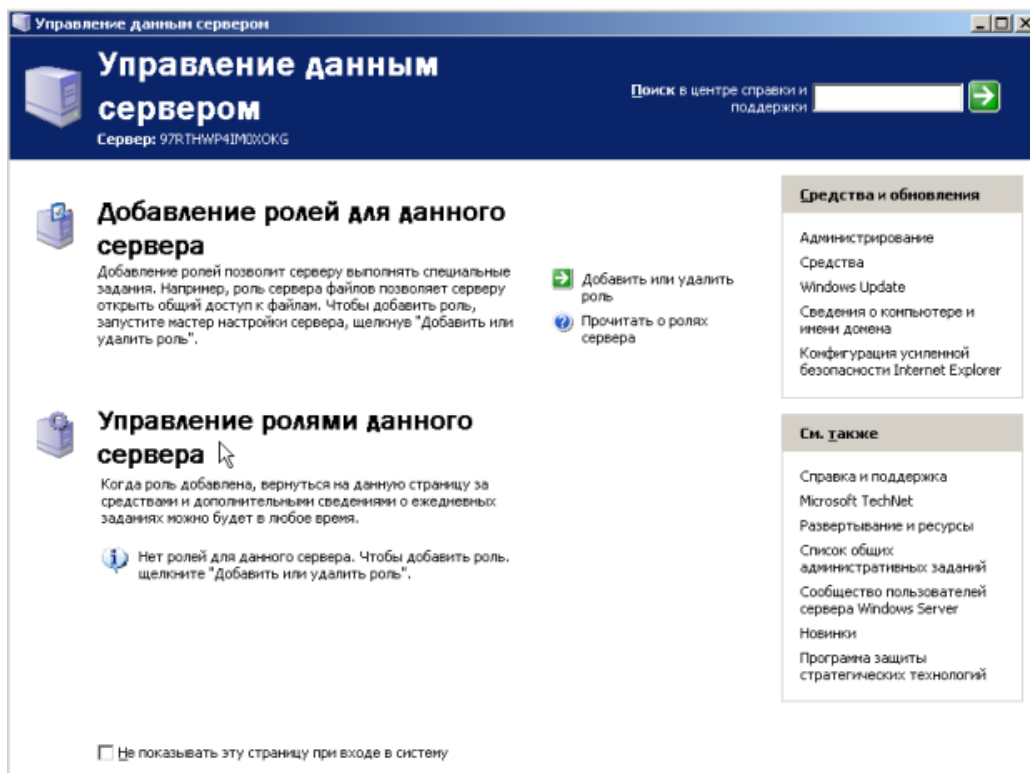 Управление данным сервером
Управление данным
сервером
Сервер: 97RTHWP4IM0XOKG
Поиск в центре справки и
поддержки
Добавление ролей для данного
сервера
Добавление ролей позволит серверу выполнять специальные
задания. Например, роль сервера файлов позволяет серверу
открыть общий доступ к файлам. Чтобы добавить роль,
запустите мастер настройки сервера, щелкнув "Добавить или
удалить роль".
Добавить или удалить
роль
Прочитать о ролях
сервера
Управление ролями данного
сервера
Когда роль добавлена, вернуться на данную страницу за
средствами и дополнительными сведениями о ежедневных
заданиях можно будет в любое время.
Нет ролей для данного сервера. Чтобы добавить роль.
щелкните "Добавить или удалить роль".
Средства и обновления
Администрирование
Средства
Windows Update
Сведения о компьютере и
имени домена
Конфигурация усиленной
безопасности Internet Explorer
См. также
Справка и поддержка
Microsoft TechNet
Развертывание и ресурсы
Список общих
административных заданий
Сообщество пользователей
сервера Windows Server
Новинки
Программа защиты
стратегических технологий
Не показывать эту страницу при входе в систему